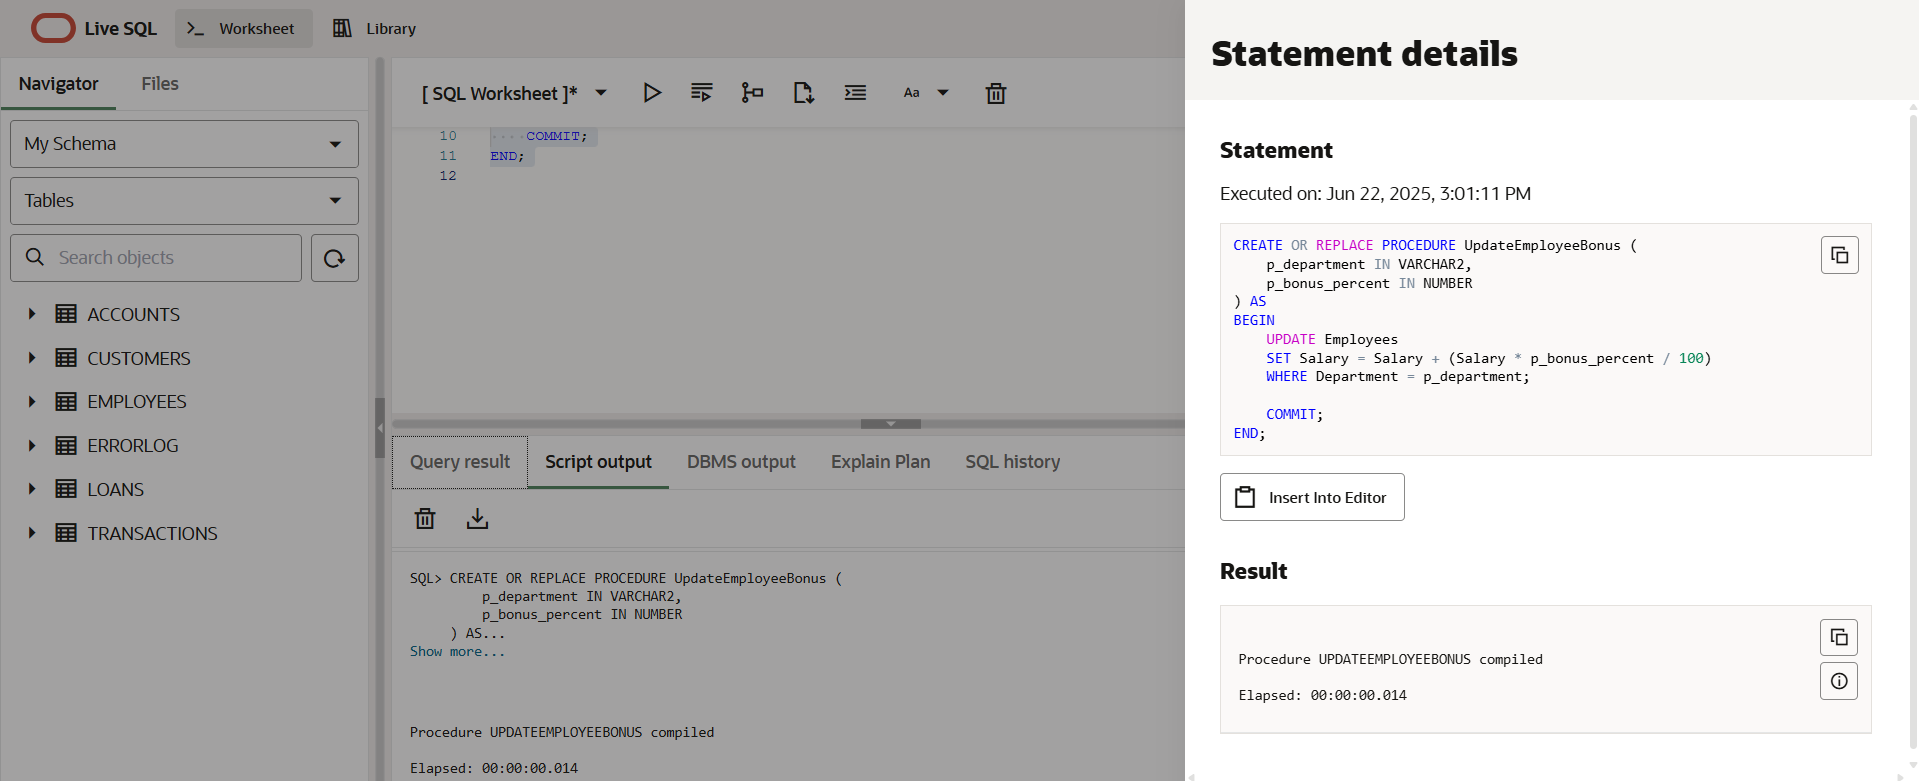 Live SQL
Worksheet
Library
Navigator
Files
My Schema
Tables
Search objects
ACCOUNTS
CUSTOMERS
EMPLOYEES
ERRORLOG
LOANS
TRANSACTIONS
[ SQL Worksheet ]*
Aa
10 COMMIT;
11 END;
12
Query result
Script output
DBMS output
Explain Plan
SQL history
SQL> CREATE OR REPLACE PROCEDURE UpdateEmployeeBonus (
p_department IN VARCHAR2,
p_bonus_percent IN NUMBER
) AS...
Show more...
Procedure UPDATEEMPLOYEEBONUS compiled
Elapsed: 00:00:00.014
Statement details
Statement
Executed on: Jun 22, 2025, 3:01:11 PM
CREATE OR REPLACE PROCEDURE UpdateEmployeeBonus (
p_department IN VARCHAR2,
p_bonus_percent IN NUMBER
) AS
BEGIN
UPDATE Employees
SET Salary = Salary + (Salary * p_bonus_percent / 100)
WHERE Department = p_department;
COMMIT;
END;
Insert Into Editor
Result
Procedure UPDATEEMPLOYEEBONUS compiled
Elapsed: 00:00:00.014